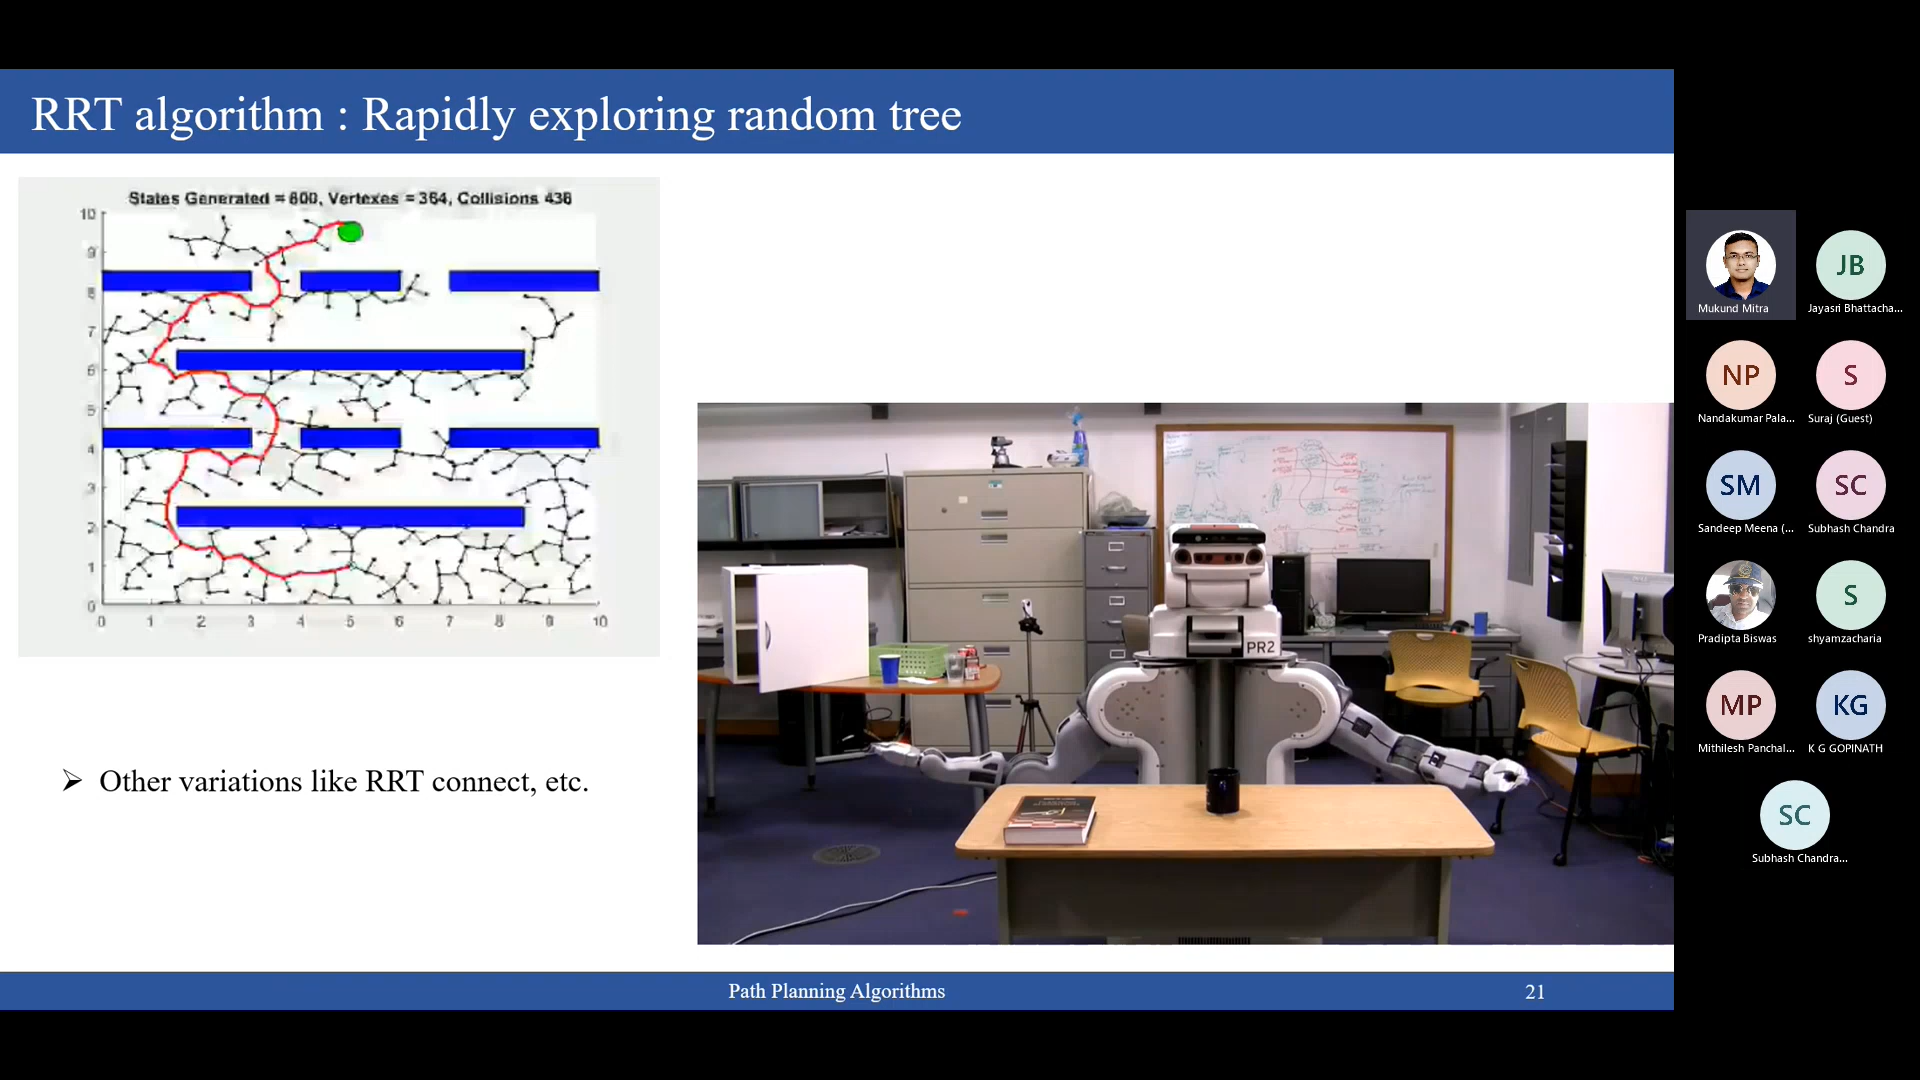 RRT algorithm : Rapidly exploring random tree
States Generated = 800, Vertexes = 364, Collisions 436
10
9
8
7
6
5
4
3
2
1
0
0 1 2 3 4 5 6 7 8 9 10
➢ Other variations like RRT connect, etc.
PR2
Path Planning Algorithms
21
Mukund Mitra
JB
Jayasri Bhattacha...
NP
Nandakumar Pala...
S
Suraj (Guest)
SM
Sandeep Meena (...
SC
Subhash Chandra
Pradipta Biswas
S
shyamzacharia
MP
Mithilesh Panchal...
KG
K G GOPINATH
SC
Subhash Chandra...